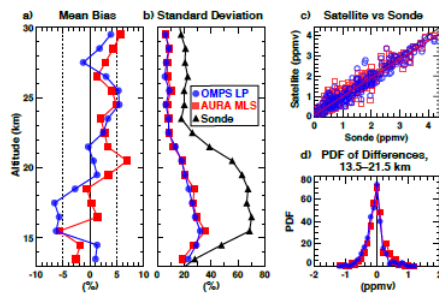 a) Mean Bias
b) Standard Deviation
c) Satellite vs Sonde
30
25
20
15
Altitude (km)
-10 -5 0 5 10
(%)
OMPS LP
AURA MLS
Sonde
0 20 40 60 80
(%)
4
3
2
1
0
Satellite (ppmv)
0 1 2 3 4
Sonde (ppmv)
d) PDF of Differences,
13.5–21.5 km
80
60
40
20
0
PDF
-2 -1 0 1 2
(ppmv)